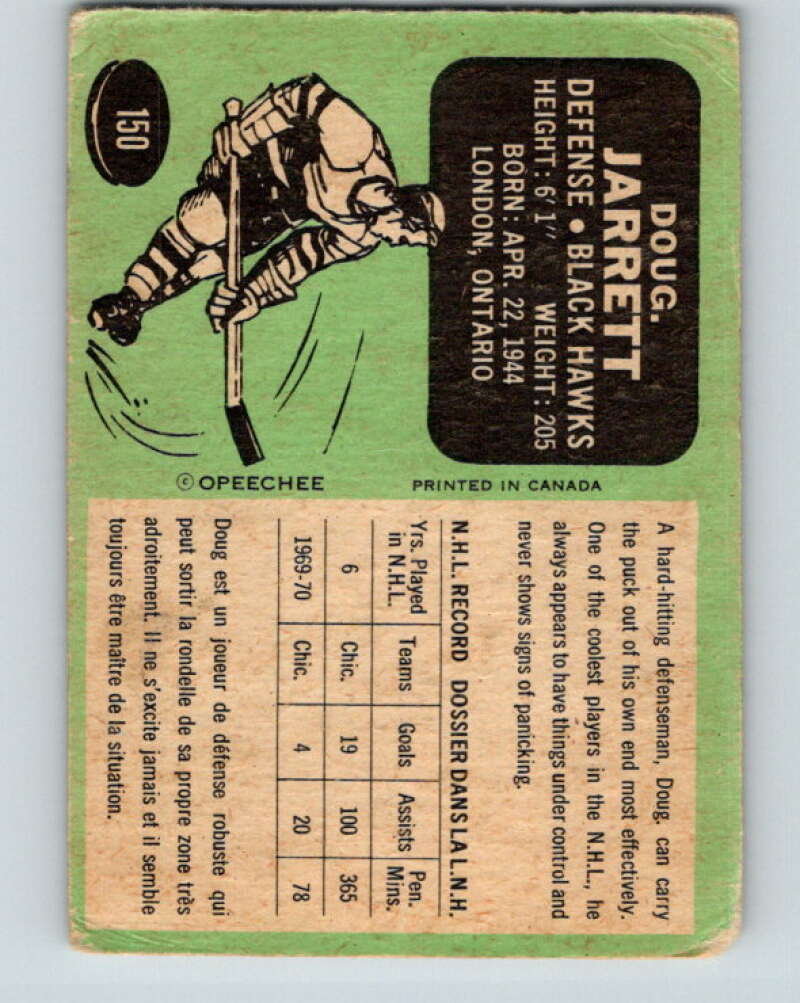 150
DOUG.
JARRETT
DEFENSE • BLACK HAWKS
HEIGHT: 6' 1" WEIGHT: 205
BORN: APR. 22, 1944
LONDON, ONTARIO
© OPEECHEE
PRINTED IN CANADA
A hard-hitting defenseman, Doug. can carry
the puck out of his own end most effectively.
One of the coolest players in the N.H.L., he
always appears to have things under control and
never shows signs of panicking.
N.H.L. RECORD DOSSIER DANS LA L.N.H.
Yrs. Played in N.H.L. Teams Goals Assists Pen. Mins.
6 Chic. 19 100 365
1969-70 Chic. 4 20 78
Doug est un joueur de défense robuste qui
peut sortir la rondelle de sa propre zone très
adroitement. Il ne s'excite jamais et il semble
toujours être maître de la situation.